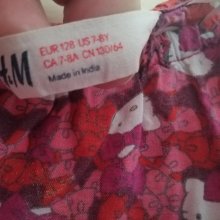 H&M
EUR 128 US 7-8Y
CA 7-8A CN 130/64
Made in India